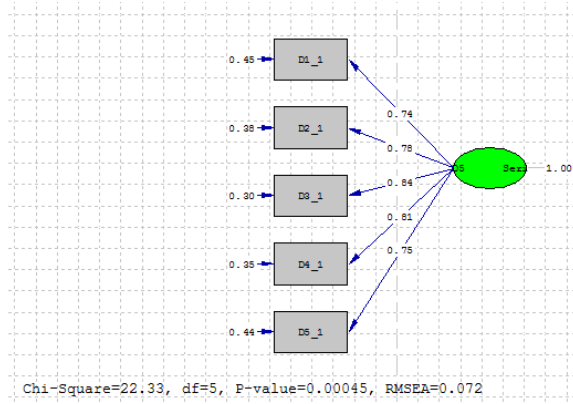 0.45
D1_1
0.74
0.38
D2_1
0.78
DS Serv
1.00
0.84
0.30
D3_1
0.81
0.35
D4_1
0.75
0.44
D5_1
Chi-Square=22.33, df=5, P-value=0.00045, RMSEA=0.072